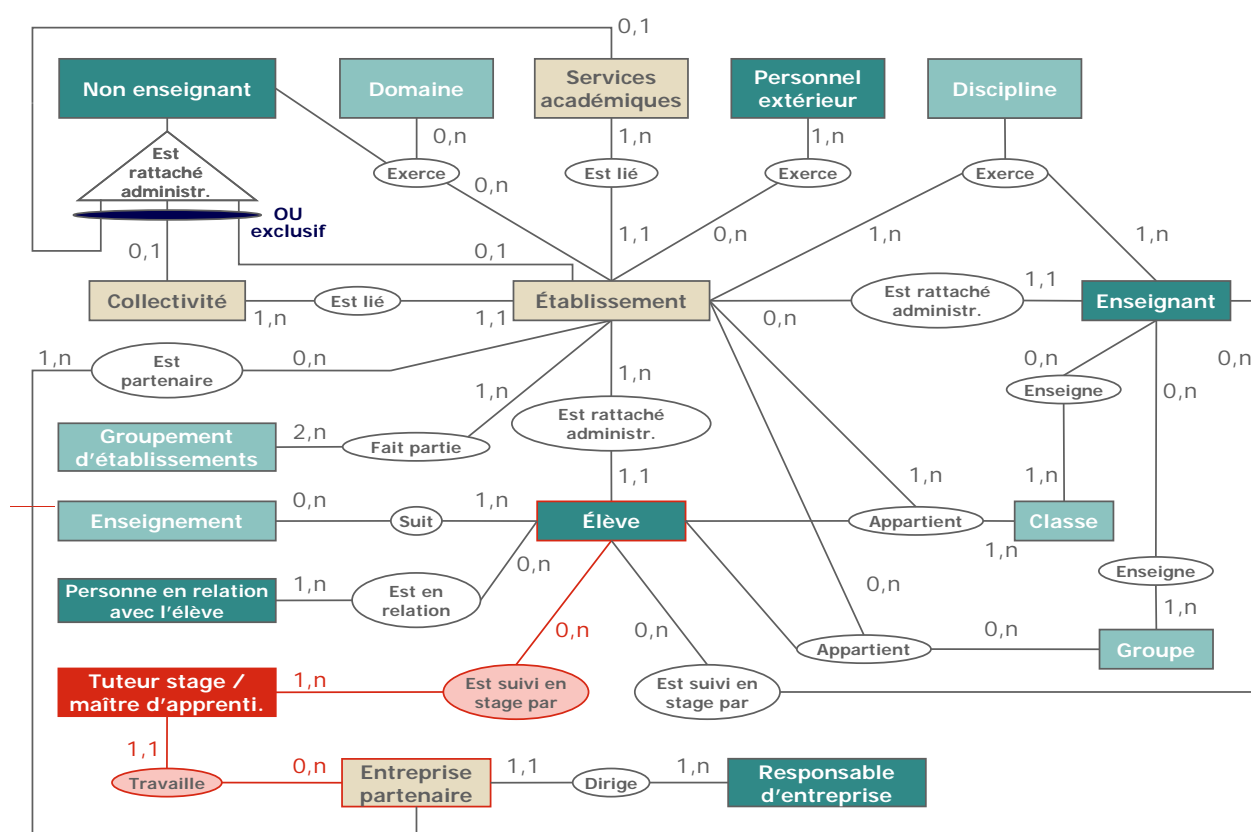 0,1
Non enseignant
Domaine
Services
académiques
Personnel
extérieur
Discipline
0,n
1,n
1,n
Est
rattaché
administr.
Exerce
Est lié
Exerce
Exerce
0,n
OU
exclusif
0,1
0,1
1,1
0,n
1,n
1,n
Collectivité
Est lié
Établissement
Est rattaché
administr.
1,1
Enseignant
1,n
1,1
0,n
1,n
Est
partenaire
0,n
1,n
1,n
0,n
0,n
0,n
Enseigne
Groupement
d'établissements
2,n
Fait partie
Est rattaché
administr.
Enseignement
0,n
Suit
1,n
1,1
Élève
1,n
1,n
Appartient
1,n
Classe
Personne en relation
avec l'élève
1,n
Est en
relation
0,n
0,n
Enseigne
1,n
0,n
0,n
Appartient
0,n
Groupe
Tuteur stage /
maître d'apprenti.
1,n
Est suivi en
stage par
Est suivi en
stage par
1,1
Travaille
0,n
Entreprise
partenaire
1,1
Dirige
1,n
Responsable
d'entreprise